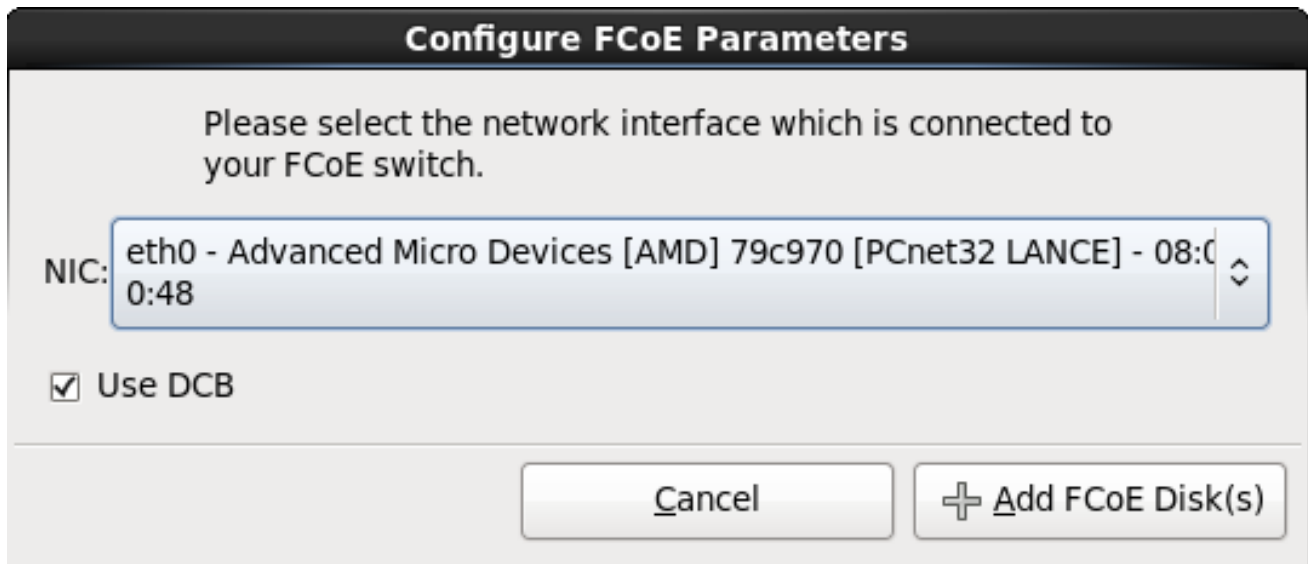 Configure FCoE Parameters
Please select the network interface which is connected to
your FCoE switch.
NIC:
eth0 - Advanced Micro Devices [AMD] 79c970 [PCnet32 LANCE] - 08:0
0:48
Use DCB
Cancel
Add FCoE Disk(s)